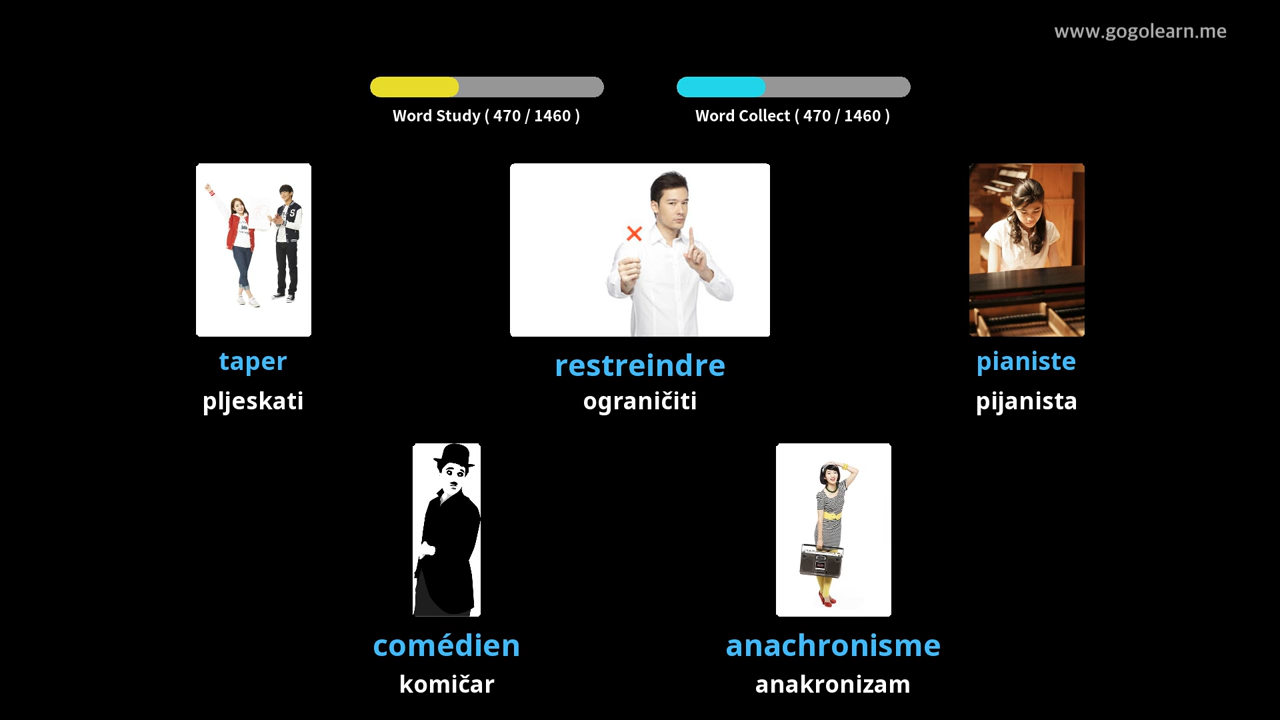 www.gogolearn.me
Word Study ( 470 / 1460 )
Word Collect ( 470 / 1460 )
taper
pljeskati
restreindre
ograničiti
pianiste
pijanista
comédien
komičar
anachronisme
anakronizam